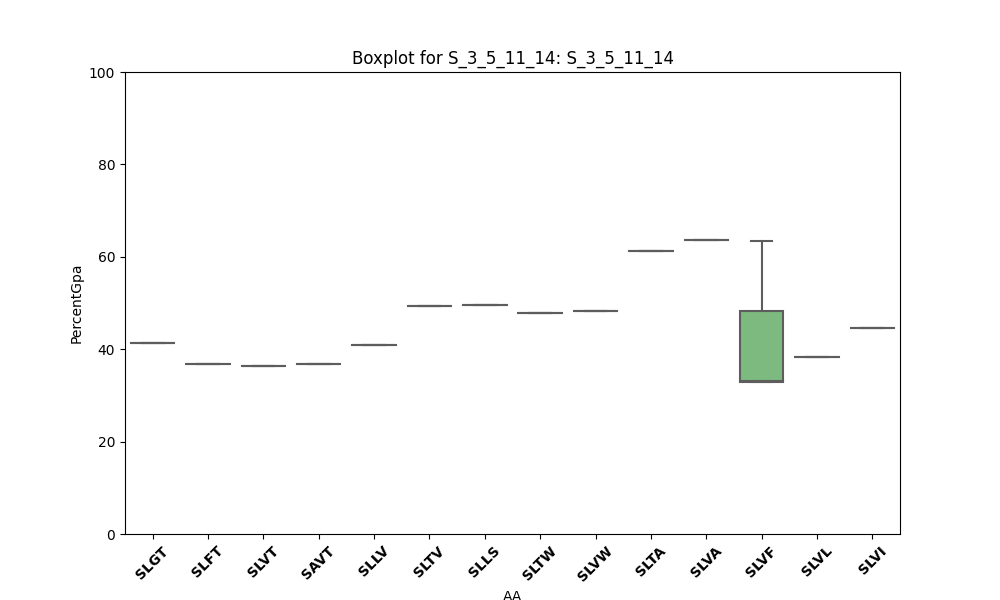 Boxplot for S_3_5_11_14: S_3_5_11_14
100
80
60
40
20
0
PercentGpa
SLGT
SLFT
SLVT
SAVT
SLLV
SLTV
SLLS
SLTW
SLVW
SLTA
SLVA
SLVF
SLVL
SLVI
AA